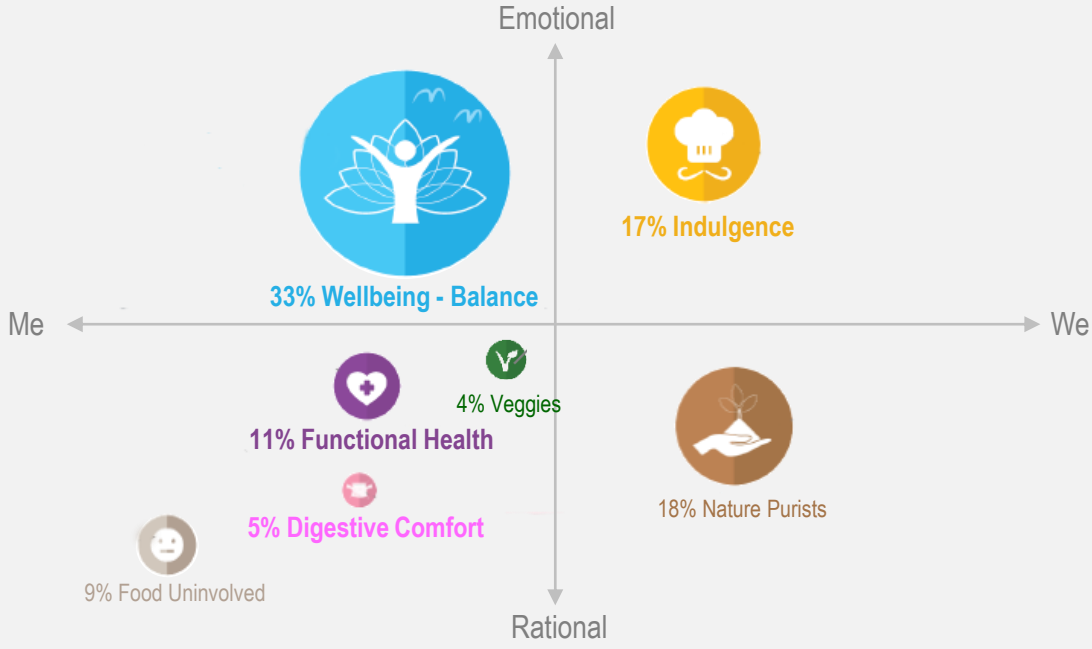 Emotional
17% Indulgence
33% Wellbeing - Balance
Me
We
4% Veggies
11% Functional Health
18% Nature Purists
5% Digestive Comfort
9% Food Uninvolved
Rational